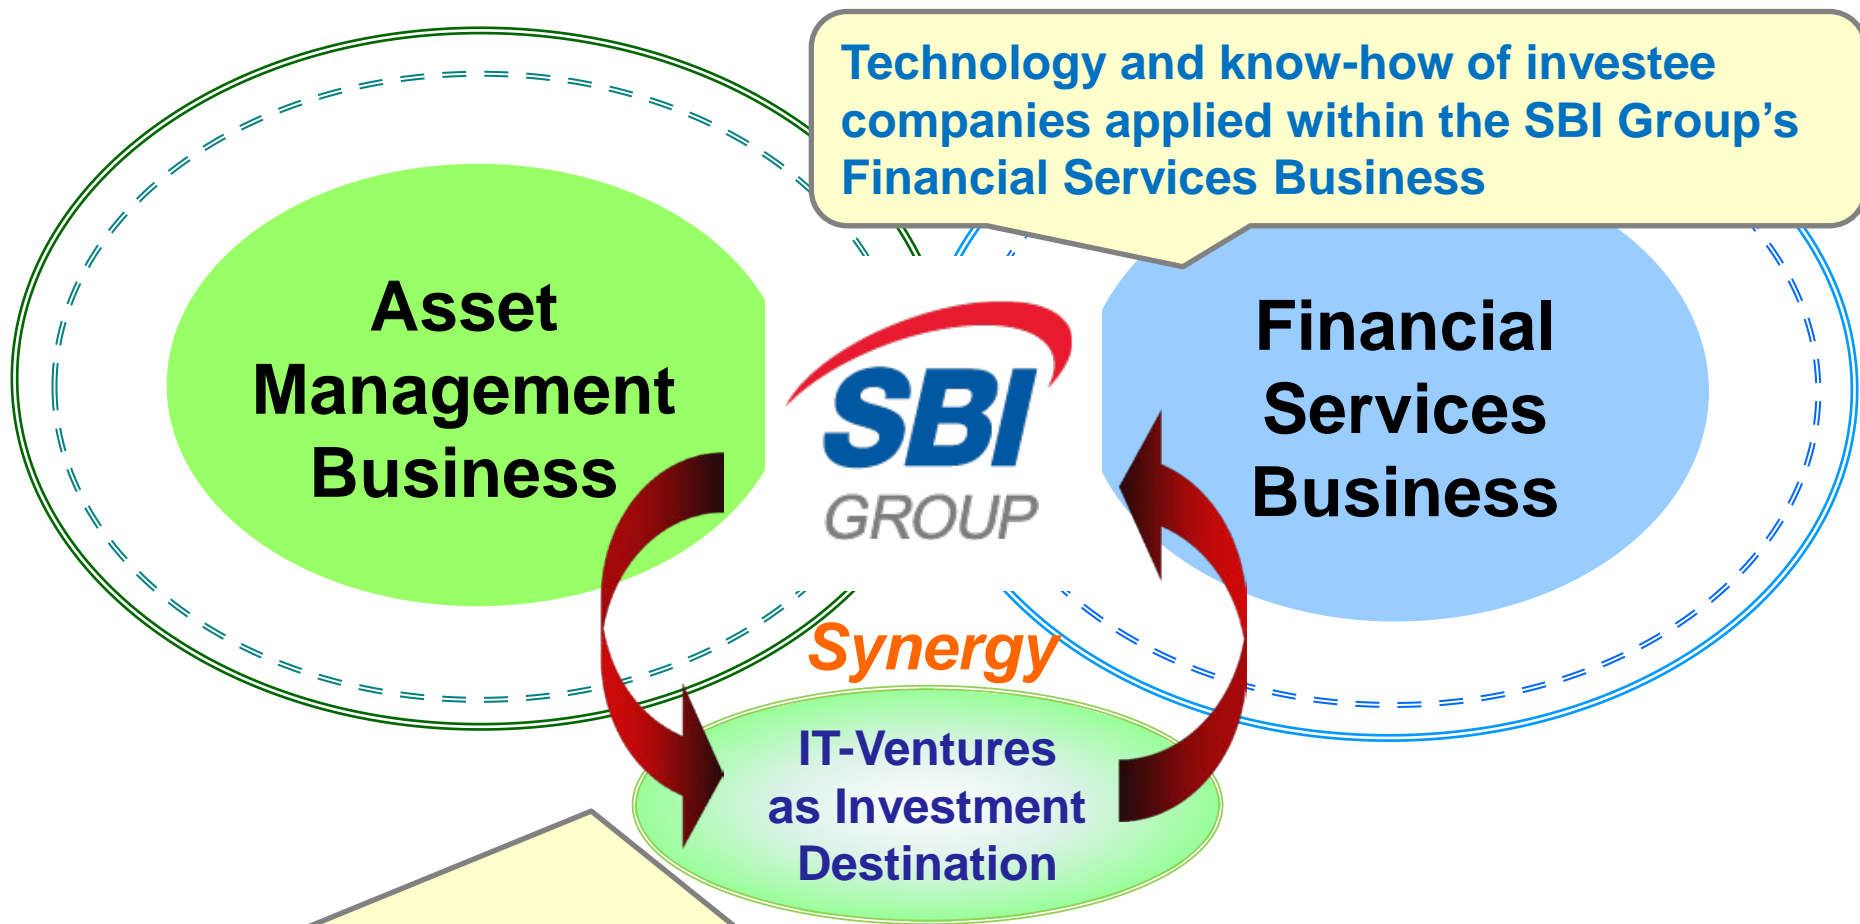 Technology and know-how of investee
companies applied within the SBI Group’s
Financial Services Business
Asset
Management
Business
SBI
GROUP
Financial
Services
Business
Synergy
IT-Ventures
as Investment
Destination